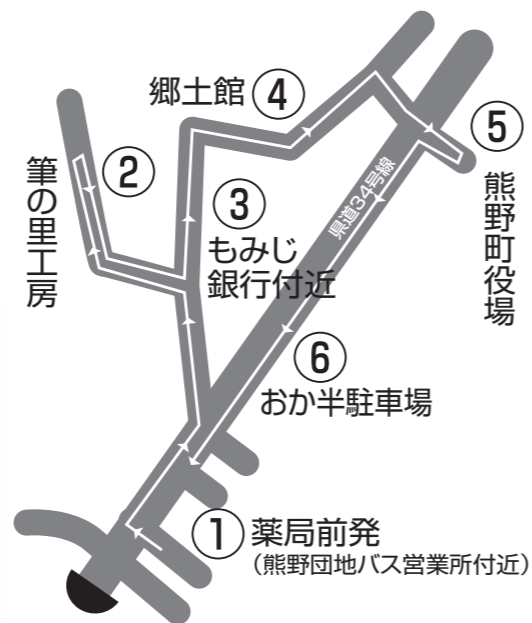 郷土館④
⑤
熊野町役場
②
筆の里工房
③
もみじ
銀行付近
県道34号線
⑥
おか半駐車場
①薬局前発
(熊野団地バス営業所付近)